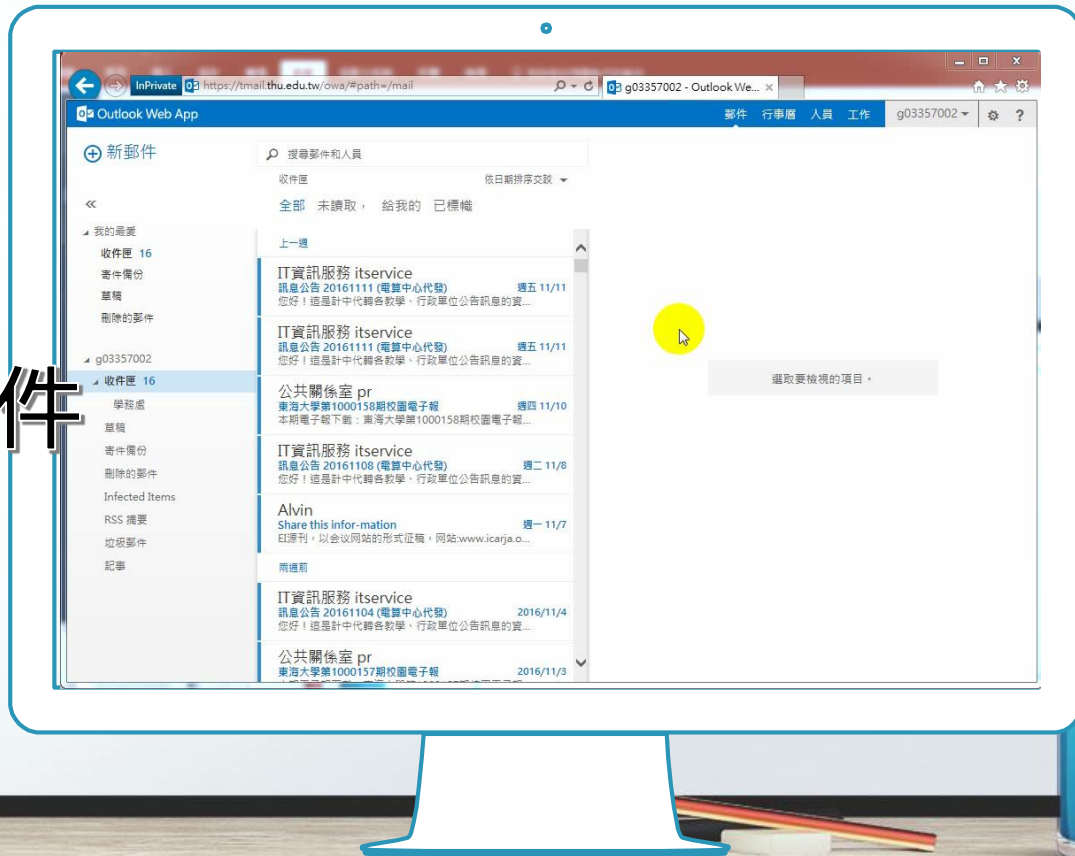 InPrivate https://tmail.thu.edu.tw/owa/#path=/mail g03357002 - Outlook We...
Outlook Web App 郵件 行事曆 人員 工作 g03357002
新郵件
搜尋郵件和人員
收件匣 依日期排序交談
全部 未讀取, 給我的 已標幟
我的最愛
收件匣 16
寄件備份
草稿
刪除的郵件
g03357002
收件匣 16
學務處
草稿
寄件備份
刪除的郵件
Infected Items
RSS 摘要
垃圾郵件
記事
件
上一週
IT資訊服務 itservice
訊息公告 20161111 (電算中心代發) 週五 11/11
您好!這是計中代轉各教學、行政單位公告訊息的資...
IT資訊服務 itservice
訊息公告 20161111 (電算中心代發) 週五 11/11
您好!這是計中代轉各教學、行政單位公告訊息的資...
公共關係室 pr
東海大學第1000158期校園電子報 週四 11/10
本期電子報下載:東海大學第1000158期校園電子報...
IT資訊服務 itservice
訊息公告 20161108 (電算中心代發) 週二 11/8
您好!這是計中代轉各教學、行政單位公告訊息的資...
Alvin
Share this infor-mation 週一 11/7
EI源刊,以会议网站的形式征稿,网站:www.icarja.o...
兩週前
IT資訊服務 itservice
訊息公告 20161104 (電算中心代發) 2016/11/4
您好!這是計中代轉各教學、行政單位公告訊息的資...
公共關係室 pr
東海大學第1000157期校園電子報 2016/11/3
選取要檢視的項目。